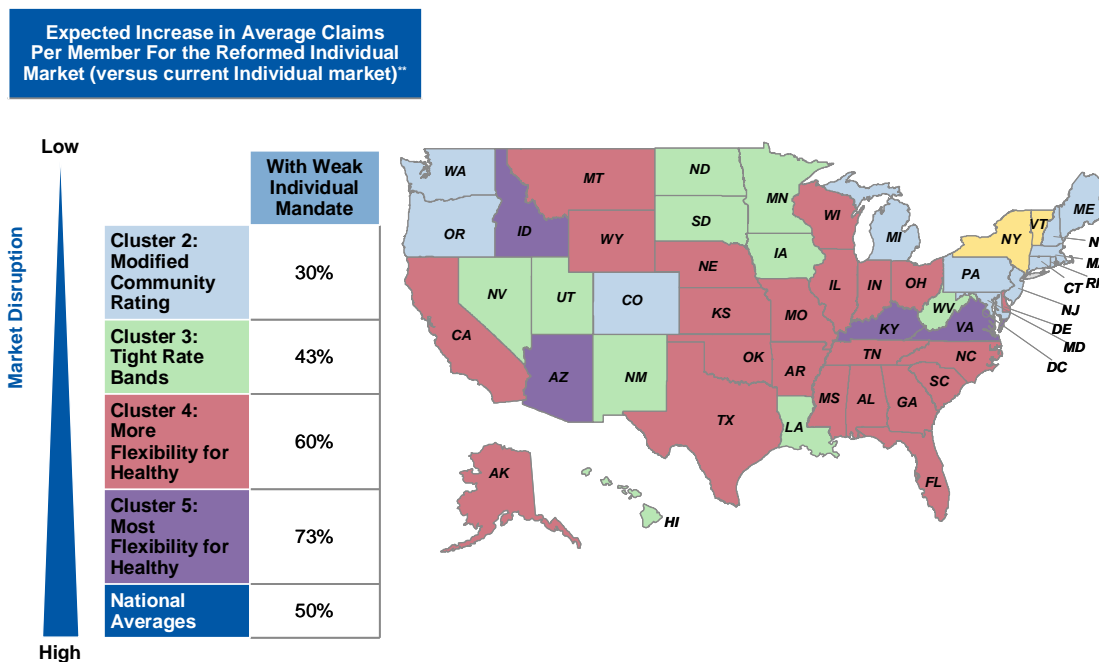 Expected Increase in Average Claims
Per Member For the Reformed Individual
Market (versus current Individual market)**
Low
Market Disruption
High
With Weak
Individual
Mandate
Cluster 2:
Modified
Community
Rating
30%
Cluster 3:
Tight Rate
Bands
43%
Cluster 4:
More
Flexibility for
Healthy
60%
Cluster 5:
Most
Flexibility for
Healthy
73%
National
Averages
50%
WA
MT
ND
MN
OR
ID
WY
SD
WI
MI
NY
VT
ME
N
MA
RI
CT
NJ
DE
MD
DC
PA
IA
NE
NV
UT
CO
IL
IN
OH
WV
VA
KY
CA
KS
MO
AZ
NM
OK
AR
TN
NC
SC
MS
AL
GA
TX
LA
FL
AK
HI